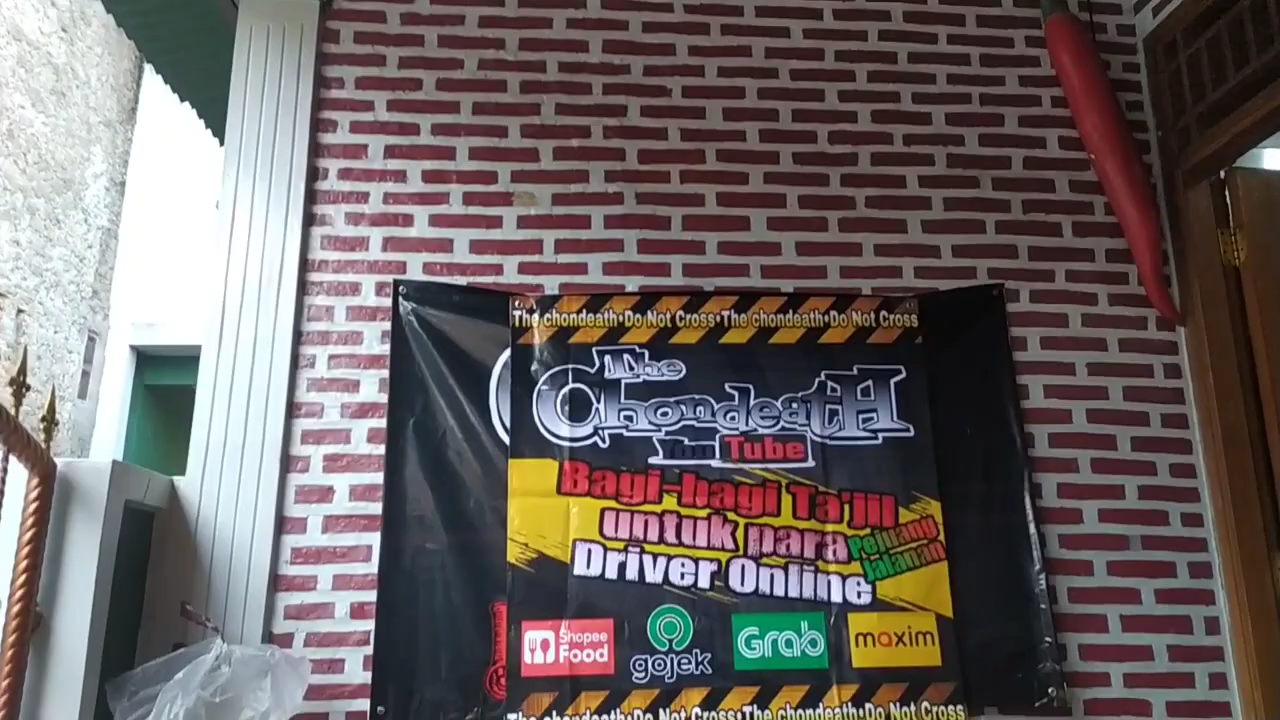 The chondeath•Do Not Cross•The chondeath•Do Not Cross
The
ChondeatH
YouTube
Bagi-bagi Ta'JIl
untuk para
Pejuang
Jalanan
Driver Online
Shopee
Food
gojek
Grab
maxim
The chondeath•Do Not Cross•The chondeath•Do Not Cross